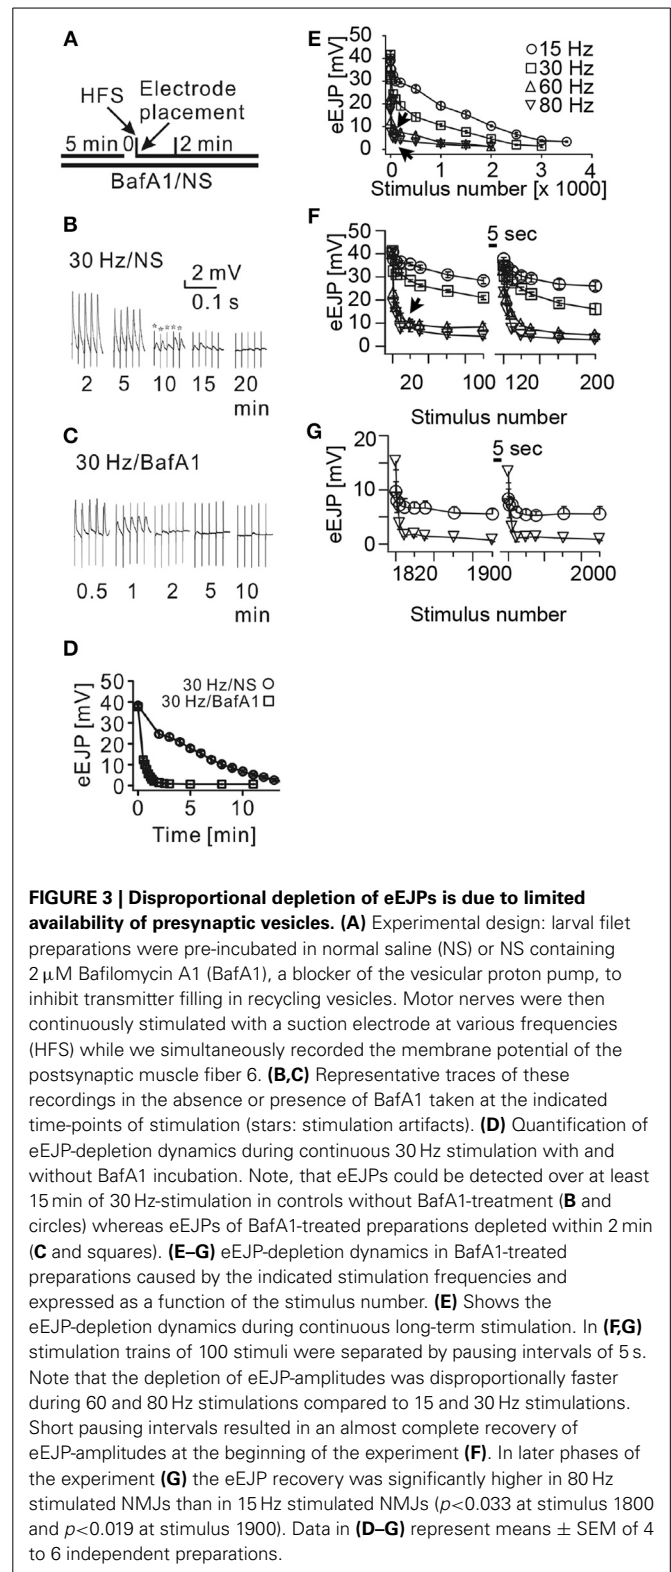 A
HFS
Electrode
placement
5 min 0
2 min
BafA1/NS
B
30 Hz/NS
2 mV
0.1 s
*****
2 5 10 15 20
min
C
30 Hz/BafA1
0.5 1 2 5 10
min
D
50
40
30
20
10
0
eEJP [mV]
30 Hz/NS
30 Hz/BafA1
0 5 10
Time [min]
E
50
40
30
20
10
0
eEJP [mV]
15 Hz
30 Hz
60 Hz
80 Hz
0 1 2 3 4
Stimulus number [x 1000]
F
5 sec
50
40
30
20
10
0
eEJP [mV]
20 100 120 200
Stimulus number
G
5 sec
20
10
0
eEJP [mV]
1820 1900 2000
Stimulus number
FIGURE 3 | Disproportional depletion of eEJPs is due to limited
availability of presynaptic vesicles. (A) Experimental design: larval filet
preparations were pre-incubated in normal saline (NS) or NS containing
2 μM Bafilomycin A1 (BafA1), a blocker of the vesicular proton pump, to
inhibit transmitter filling in recycling vesicles. Motor nerves were then
continuously stimulated with a suction electrode at various frequencies
(HFS) while we simultaneously recorded the membrane potential of the
postsynaptic muscle fiber 6. (B,C) Representative traces of these
recordings in the absence or presence of BafA1 taken at the indicated
time-points of stimulation (stars: stimulation artifacts). (D) Quantification of
eEJP-depletion dynamics during continuous 30 Hz stimulation with and
without BafA1 incubation. Note, that eEJPs could be detected over at least
15 min of 30 Hz-stimulation in controls without BafA1-treatment (B and
circles) whereas eEJPs of BafA1-treated preparations depleted within 2 min
(C and squares). (E–G) eEJP-depletion dynamics in BafA1-treated
preparations caused by the indicated stimulation frequencies and
expressed as a function of the stimulus number. (E) Shows the
eEJP-depletion dynamics during continuous long-term stimulation. In (F,G)
stimulation trains of 100 stimuli were separated by pausing intervals of 5 s.
Note that the depletion of eEJP-amplitudes was disproportionally faster
during 60 and 80 Hz stimulations compared to 15 and 30 Hz stimulations.
Short pausing intervals resulted in an almost complete recovery of
eEJP-amplitudes at the beginning of the experiment (F). In later phases of
the experiment (G) the eEJP recovery was significantly higher in 80 Hz
stimulated NMJs than in 15 Hz stimulated NMJs (p<0.033 at stimulus 1800
and p<0.019 at stimulus 1900). Data in (D–G) represent means ± SEM of 4
to 6 independent preparations.